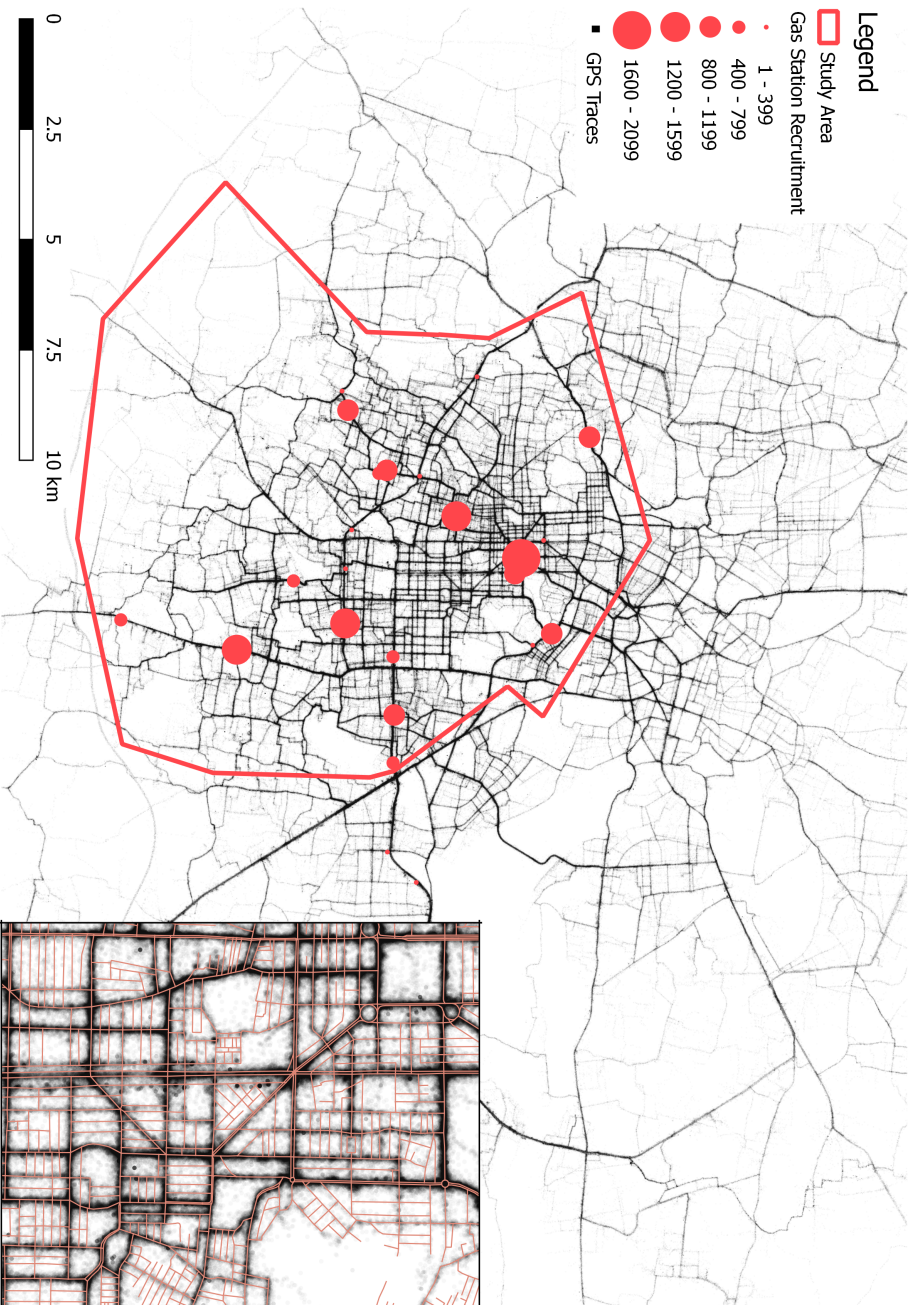 Legend
Study Area
Gas Station Recruitment
1 - 399
400 - 799
800 - 1199
1200 - 1599
1600 - 2099
GPS Traces
0 2.5 5 7.5 10 km